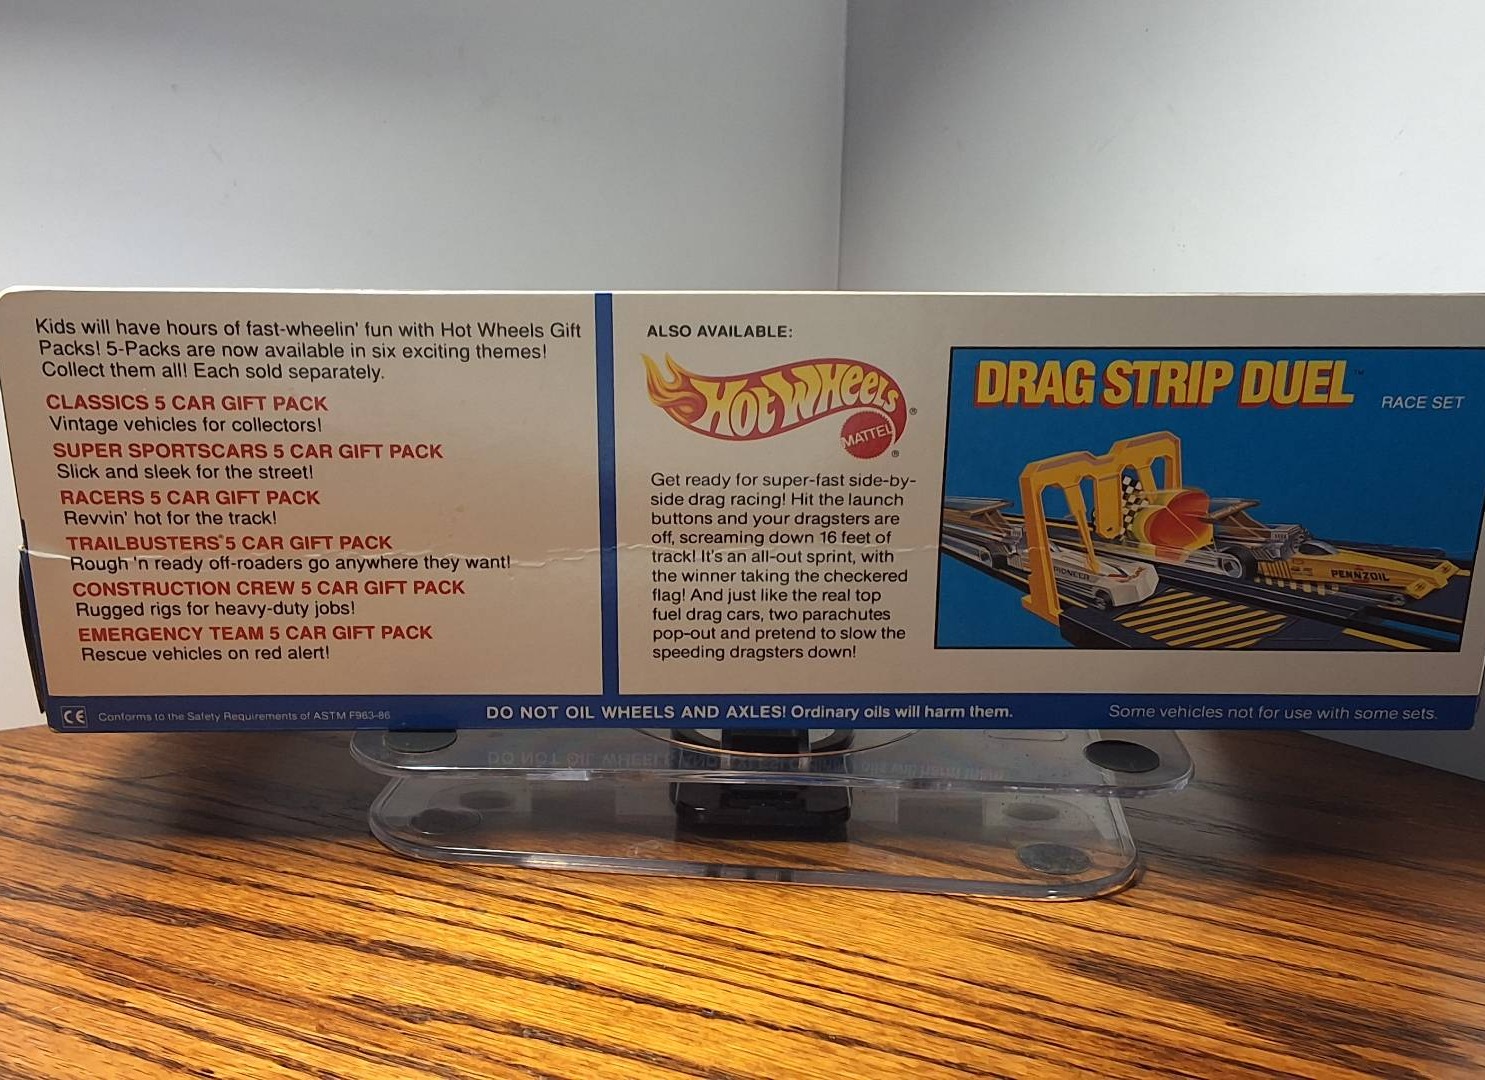 Kids will have hours of fast-wheelin' fun with Hot Wheels Gift
Packs! 5-Packs are now available in six exciting themes!
Collect them all! Each sold separately.
CLASSICS 5 CAR GIFT PACK
Vintage vehicles for collectors!
SUPER SPORTSCARS 5 CAR GIFT PACK
Slick and sleek for the street!
RACERS 5 CAR GIFT PACK
Revvin' hot for the track!
TRAILBUSTERS 5 CAR GIFT PACK
Rough 'n ready off-roaders go anywhere they want!
CONSTRUCTION CREW 5 CAR GIFT PACK
Rugged rigs for heavy-duty jobs!
EMERGENCY TEAM 5 CAR GIFT PACK
Rescue vehicles on red alert!
ALSO AVAILABLE:
HOT WHEELS ®
MATTEL ®
Get ready for super-fast side-by-
side drag racing! Hit the launch
buttons and your dragsters are
off, screaming down 16 feet of
track! It's an all-out sprint, with
the winner taking the checkered
flag! And just like the real top
fuel drag cars, two parachutes
pop-out and pretend to slow the
speeding dragsters down!
DRAG STRIP DUEL™ RACE SET
PIONEER
PENNZOIL
CE Conforms to the Safety Requirements of ASTM F963-86
DO NOT OIL WHEELS AND AXLES! Ordinary oils will harm them.
Some vehicles not for use with some sets.